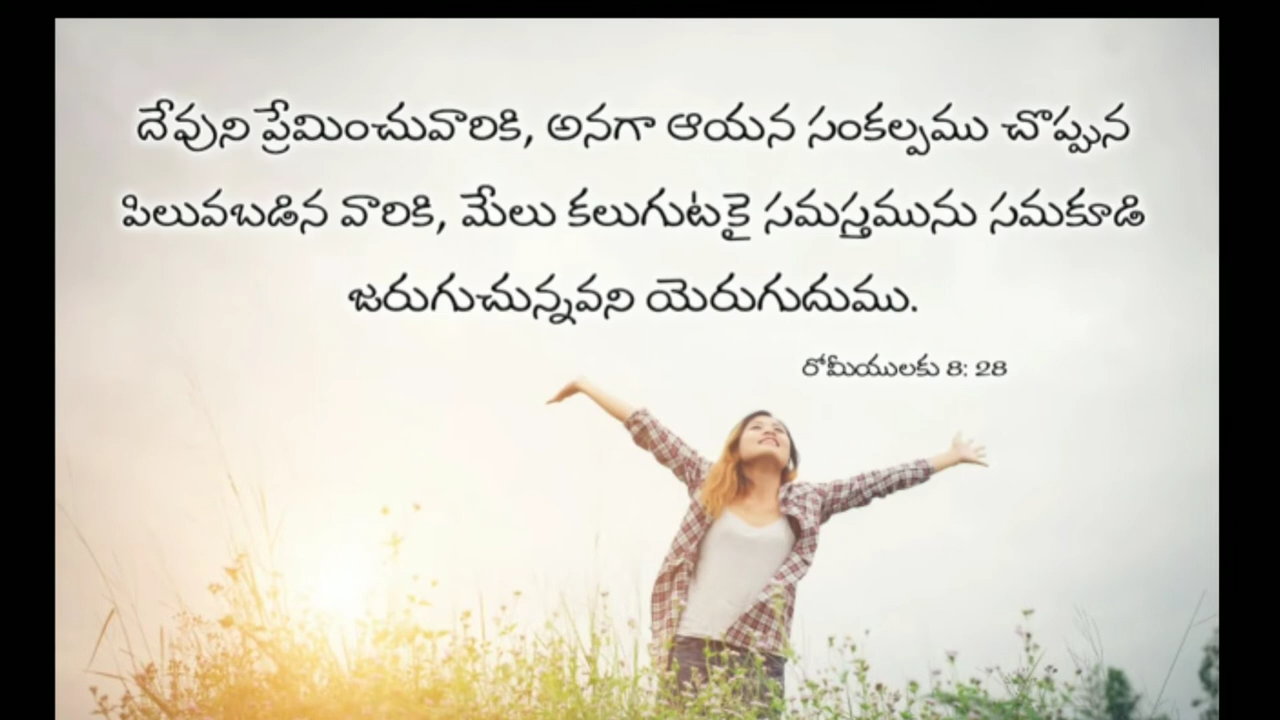 దేవుని ప్రేమించువారికి, అనగా ఆయన సంకల్పము చొప్పున
పిలువబడిన వారికి, మేలు కలుగుటకై సమస్తమును సమకూడి
జరుగుచున్నవని యెరుగుదుము.
రోమీయులకు 8: 28